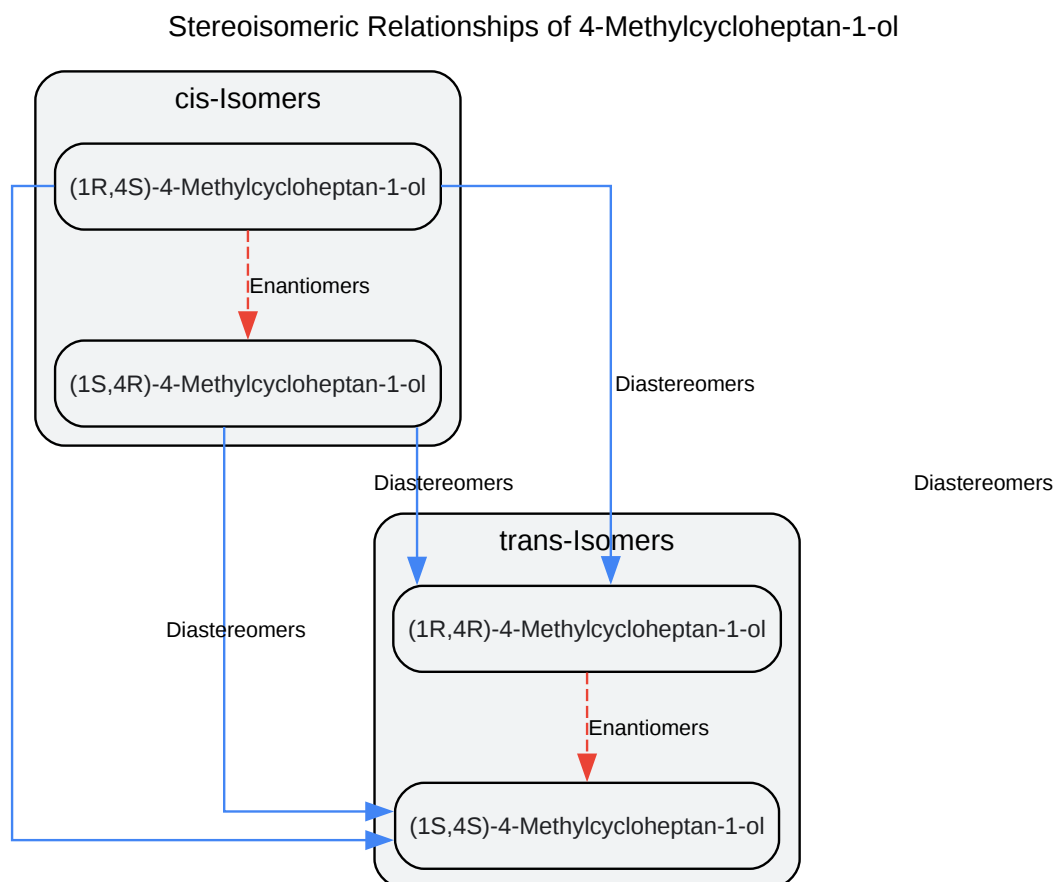 Stereoisomeric Relationships of 4-Methylcycloheptan-1-ol
cis-Isomers
(1R,4S)-4-Methylcycloheptan-1-ol
Enantiomers
(1S,4R)-4-Methylcycloheptan-1-ol
Diastereomers
Diastereomers
Diastereomers
trans-Isomers
(1R,4R)-4-Methylcycloheptan-1-ol
Diastereomers
Enantiomers
(1S,4S)-4-Methylcycloheptan-1-ol